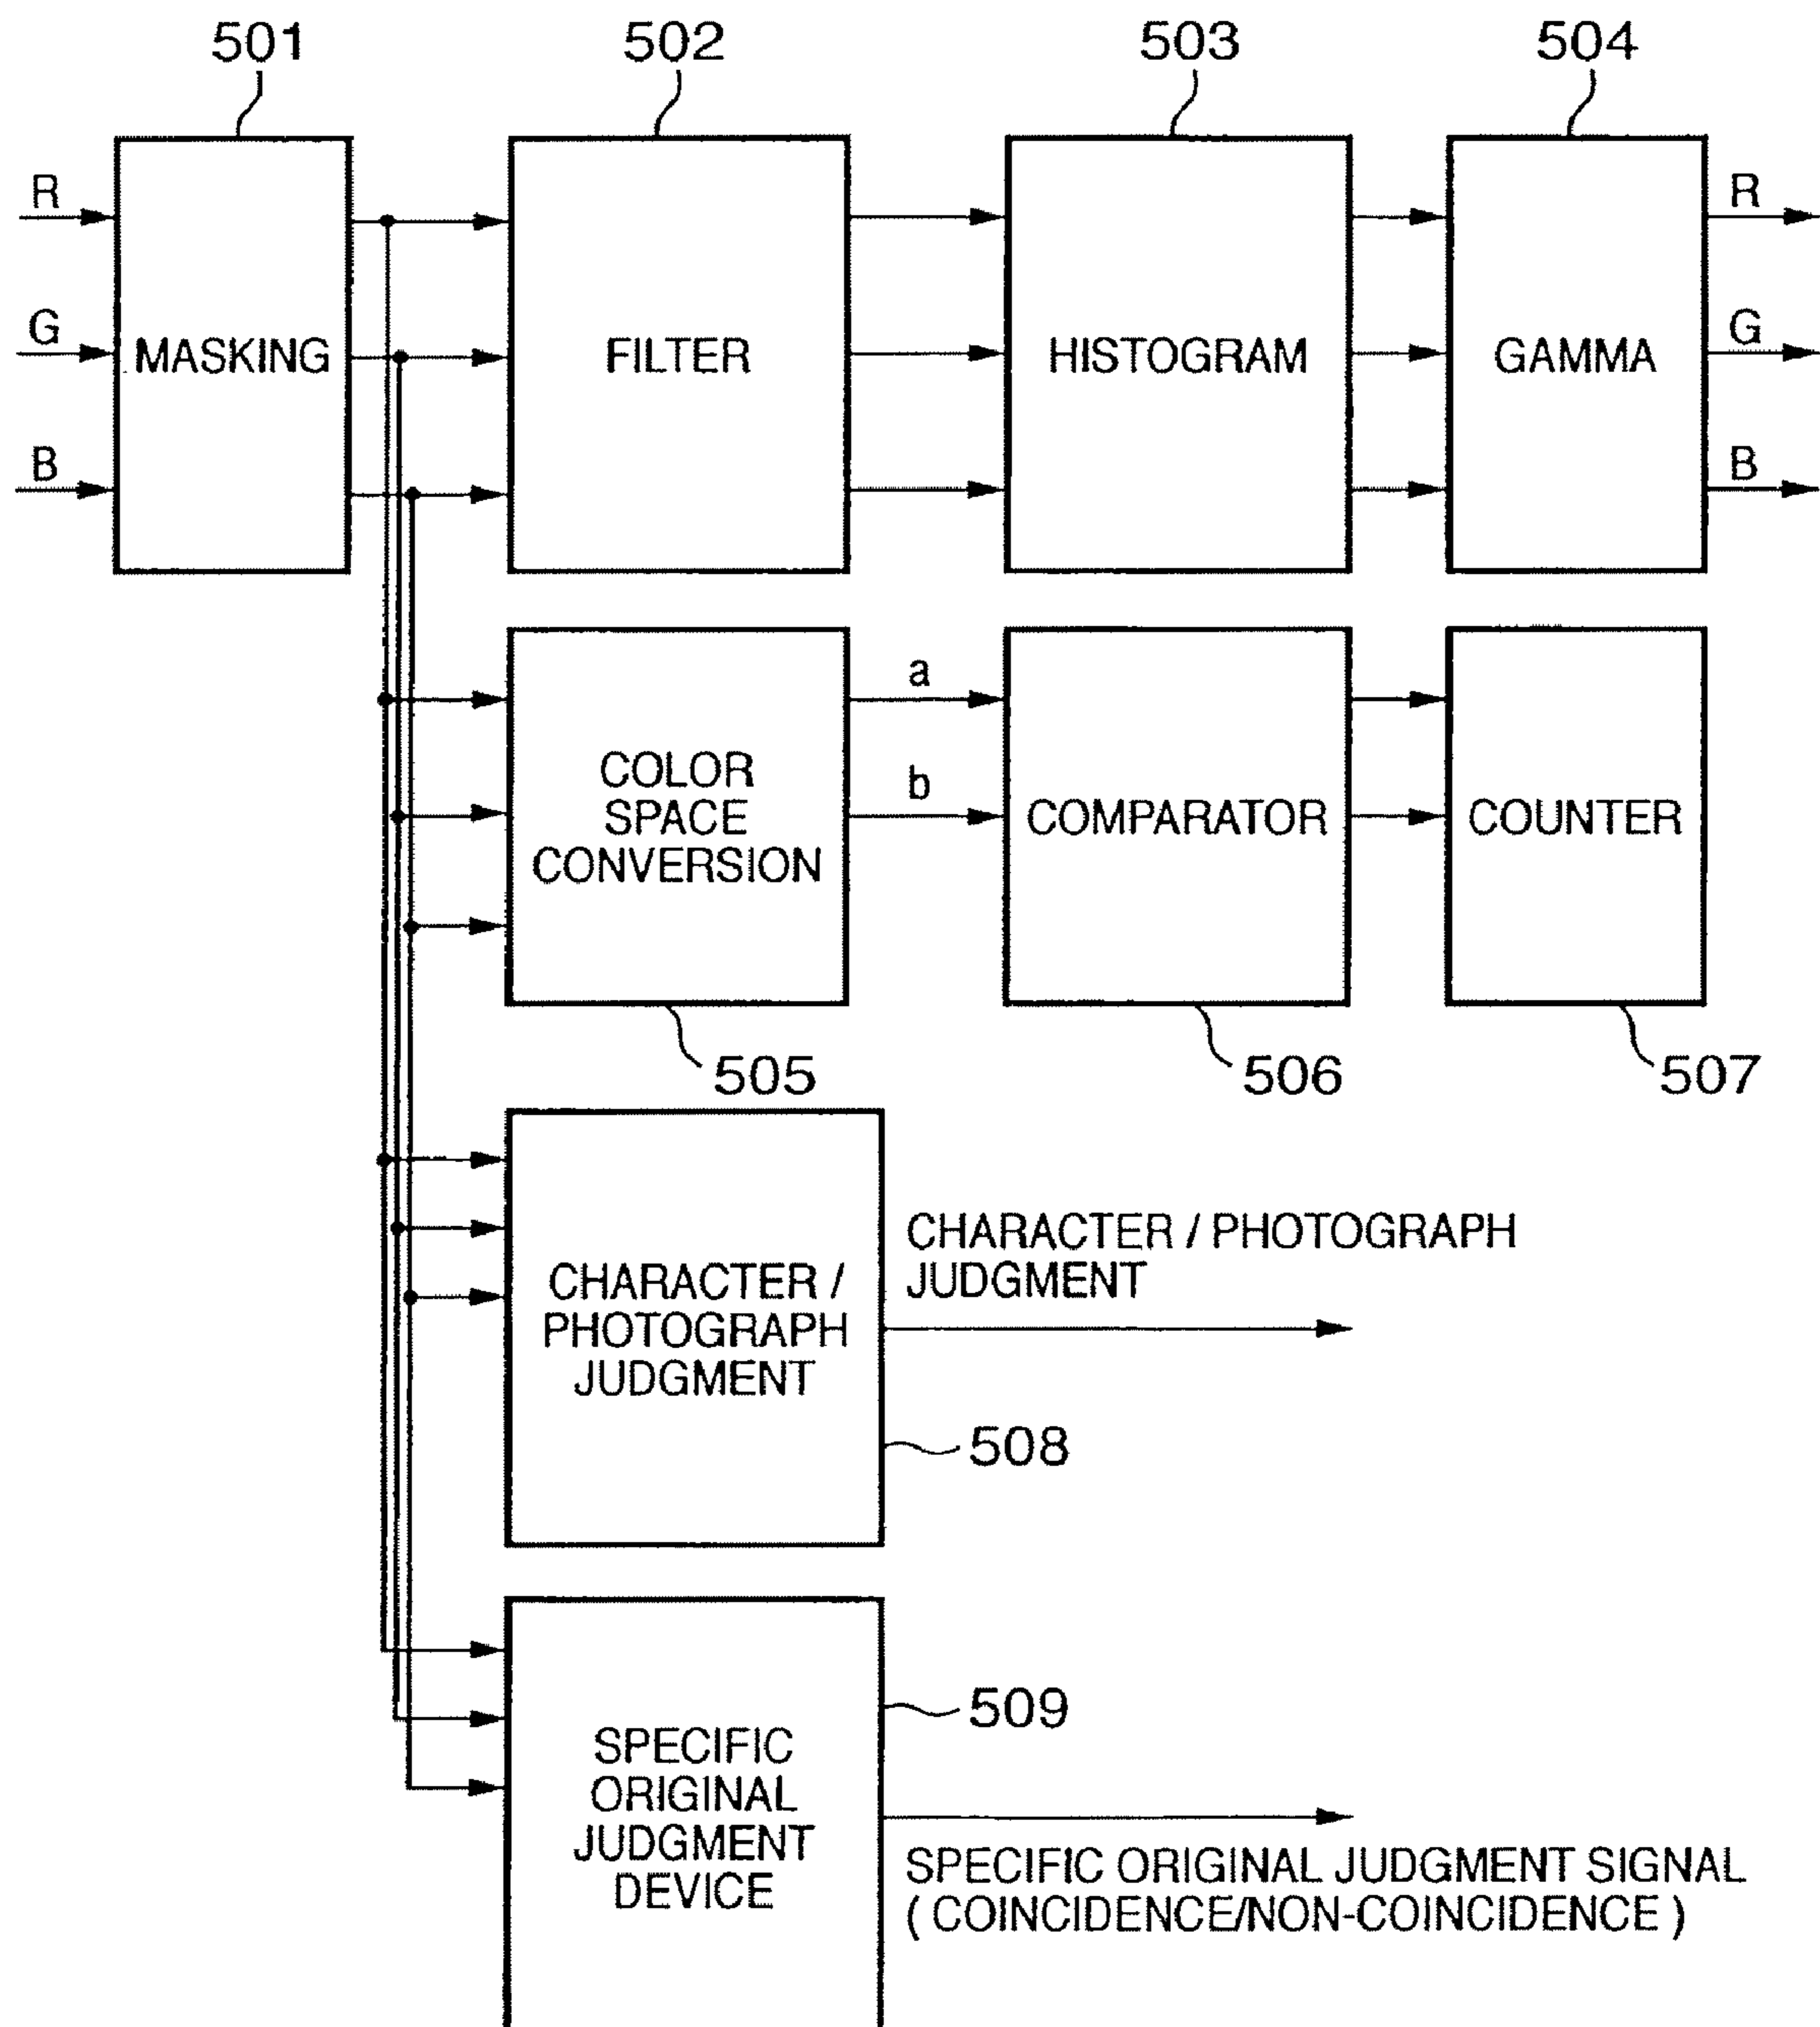 501
502
503
504
R
G
B
MASKING
FILTER
HISTOGRAM
GAMMA
R
G
B
COLOR
SPACE
CONVERSION
a
b
COMPARATOR
COUNTER
505
506
507
CHARACTER /
PHOTOGRAPH
JUDGMENT
CHARACTER / PHOTOGRAPH
JUDGMENT
508
SPECIFIC
ORIGINAL
JUDGMENT
DEVICE
509
SPECIFIC ORIGINAL JUDGMENT SIGNAL
( COINCIDENCE/NON-COINCIDENCE )